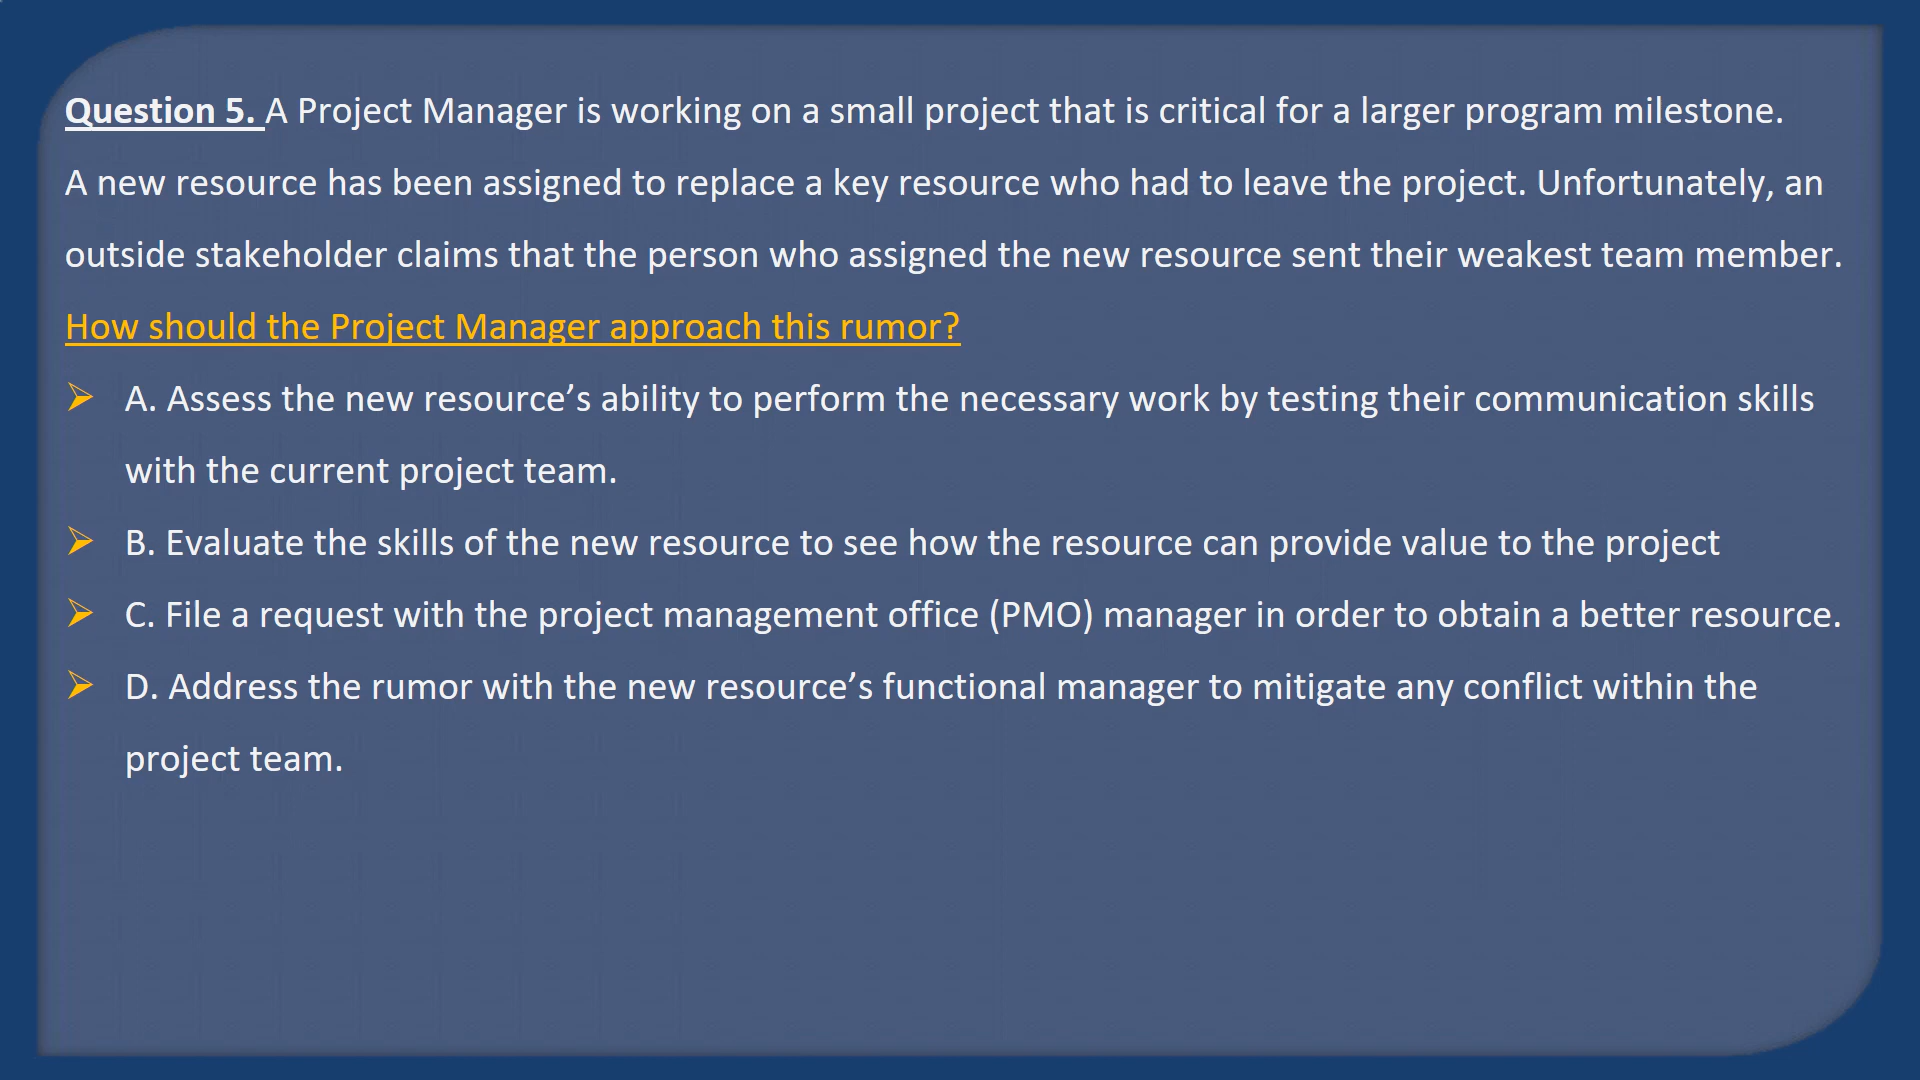 Question 5. A Project Manager is working on a small project that is critical for a larger program milestone.
A new resource has been assigned to replace a key resource who had to leave the project. Unfortunately, an
outside stakeholder claims that the person who assigned the new resource sent their weakest team member.
How should the Project Manager approach this rumor?
➢ A. Assess the new resource’s ability to perform the necessary work by testing their communication skills
with the current project team.
➢ B. Evaluate the skills of the new resource to see how the resource can provide value to the project
➢ C. File a request with the project management office (PMO) manager in order to obtain a better resource.
➢ D. Address the rumor with the new resource’s functional manager to mitigate any conflict within the
project team.